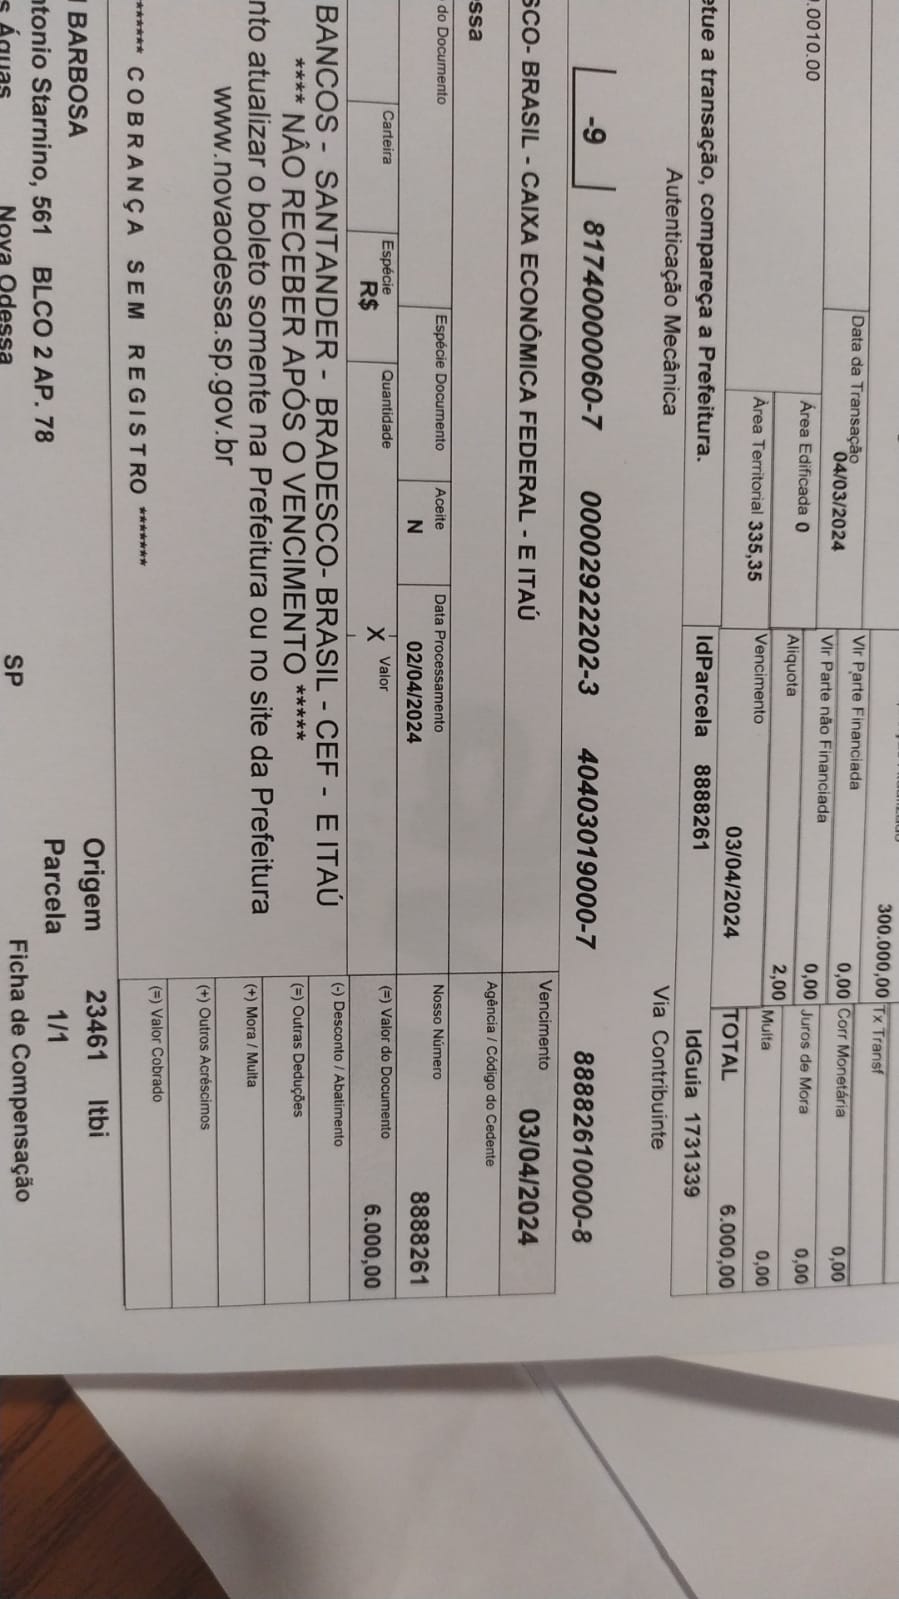 300.000,00 Tx Transf
Data da Transação 04/03/2024
Vlr Parte Financiada 0,00 Corr Monetária 0,00
.0010.00 Área Edificada 0
Vlr Parte não Financiada 0,00 Juros de Mora 0,00
Aliquota 2,00 Multa 0,00
Área Territorial 335,35 Vencimento 03/04/2024 TOTAL 6.000,00
etue a transação, compareça a Prefeitura. IdParcela 8888261 IdGuia 1731339
Autenticação Mecânica Via Contribuinte
-9 81740000060-7 00002922202-3 40403019000-7 88882610000-8
SCO- BRASIL - CAIXA ECONÔMICA FEDERAL - E ITAÚ Vencimento 03/04/2024
ssa Agência / Código do Cedente
do Documento Espécie Documento Aceite N Data Processamento 02/04/2024 Nosso Número 8888261
Carteira Espécie R$ Quantidade X Valor (=) Valor do Documento 6.000,00
BANCOS - SANTANDER - BRADESCO- BRASIL - CEF - E ITAÚ (-) Desconto / Abatimento
**** NÂO RECEBER APÓS O VENCIMENTO ***** (=) Outras Deduções
nto atualizar o boleto somente na Prefeitura ou no site da Prefeitura (+) Mora / Multa
www.novaodessa.sp.gov.br (+) Outros Acréscimos
(=) Valor Cobrado
****** COBRANÇA SEM REGISTRO *******
BARBOSA Origem 23461 Itbi
ntonio Starnino, 561 BLCO 2 AP. 78 Parcela 1/1
s Águas Nova Odessa SP Ficha de Compensação